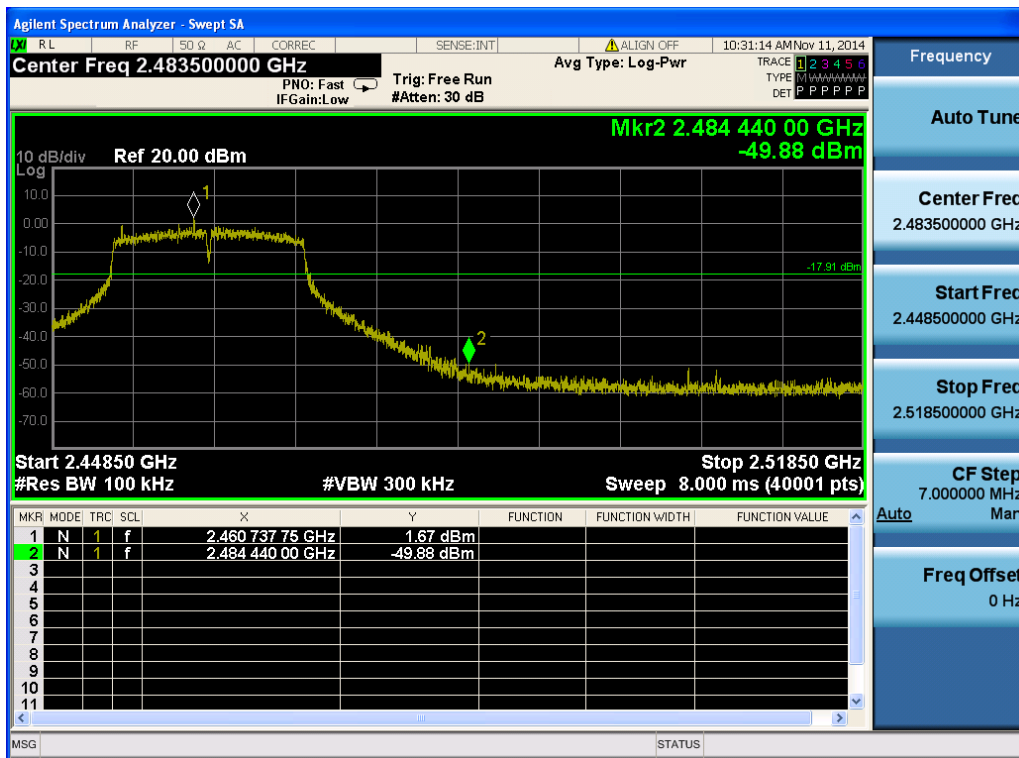 Agilent Spectrum Analyzer - Swept SA
LXI RL RF 50 Ω AC CORREC SENSE:INT ALIGN OFF 10:31:14 AM Nov 11, 2014
Center Freq 2.483500000 GHz
PNO: Fast
IFGain:Low
Trig: Free Run
#Atten: 30 dB
Avg Type: Log-Pwr
TRACE 1 2 3 4 5 6
TYPE MWWWWW
DET P P P P P P
Mkr2 2.484 440 00 GHz
-49.88 dBm
10 dB/div
Log
Ref 20.00 dBm
10.0
0.00
-10.0
-20.0
-30.0
-40.0
-50.0
-60.0
-70.0
1
-17.91 dBm
2
Start 2.44850 GHz Stop 2.51850 GHz
#Res BW 100 kHz #VBW 300 kHz Sweep 8.000 ms (40001 pts)
MKR MODE TRC SCL X Y FUNCTION FUNCTION WIDTH FUNCTION VALUE
1 N 1 f 2.460 737 75 GHz 1.67 dBm
2 N 1 f 2.484 440 00 GHz -49.88 dBm
3
4
5
6
7
8
9
10
11
MSG STATUS
Frequency
Auto Tune
Center Freq
2.483500000 GHz
Start Freq
2.448500000 GHz
Stop Freq
2.518500000 GHz
CF Step
7.000000 MHz
Auto Man
Freq Offset
0 Hz